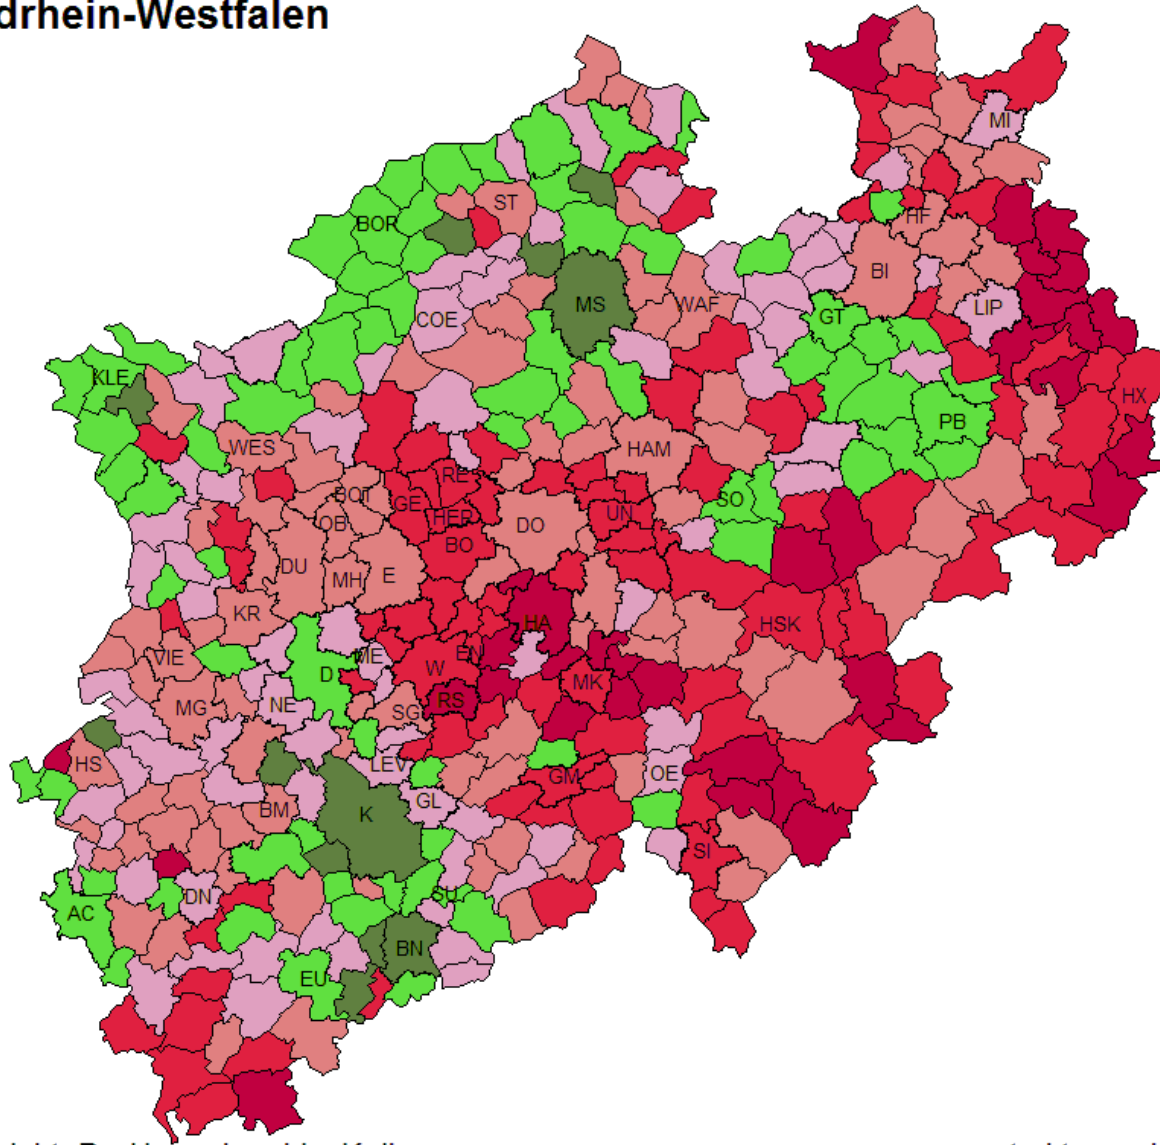 drhein-Westfalen
MI
ST
HF
BOR
BI
MS
WAF
LIP
COE
GT
KLE
HX
PB
WES
HAM
RE
BOT
GE
SO
OB
HER
DO
UN
BO
DU
MH
E
KR
HA
HSK
VIE
ME
EN
W
D
MK
RS
MG
NE
SG
HS
LEV
GM
OE
GL
BM
K
SI
DN
SU
AC
BN
EU